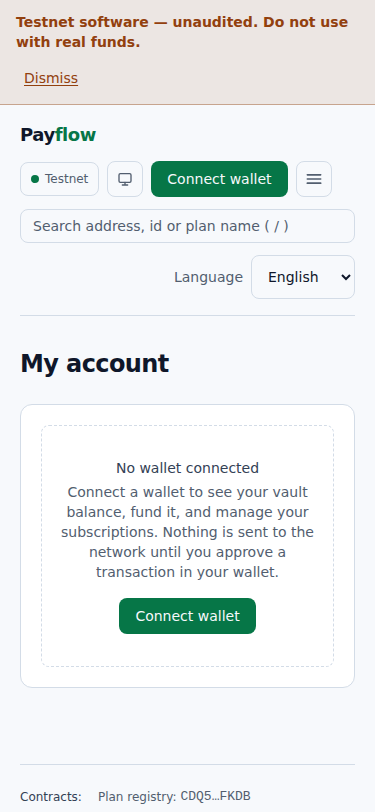 Testnet software — unaudited. Do not use
with real funds.
Dismiss
Payflow
Testnet
Connect wallet
Search address, id or plan name ( / )
Language English
My account
No wallet connected
Connect a wallet to see your vault
balance, fund it, and manage your
subscriptions. Nothing is sent to the
network until you approve a
transaction in your wallet.
Connect wallet
Contracts: Plan registry: CDQ5…FKDB